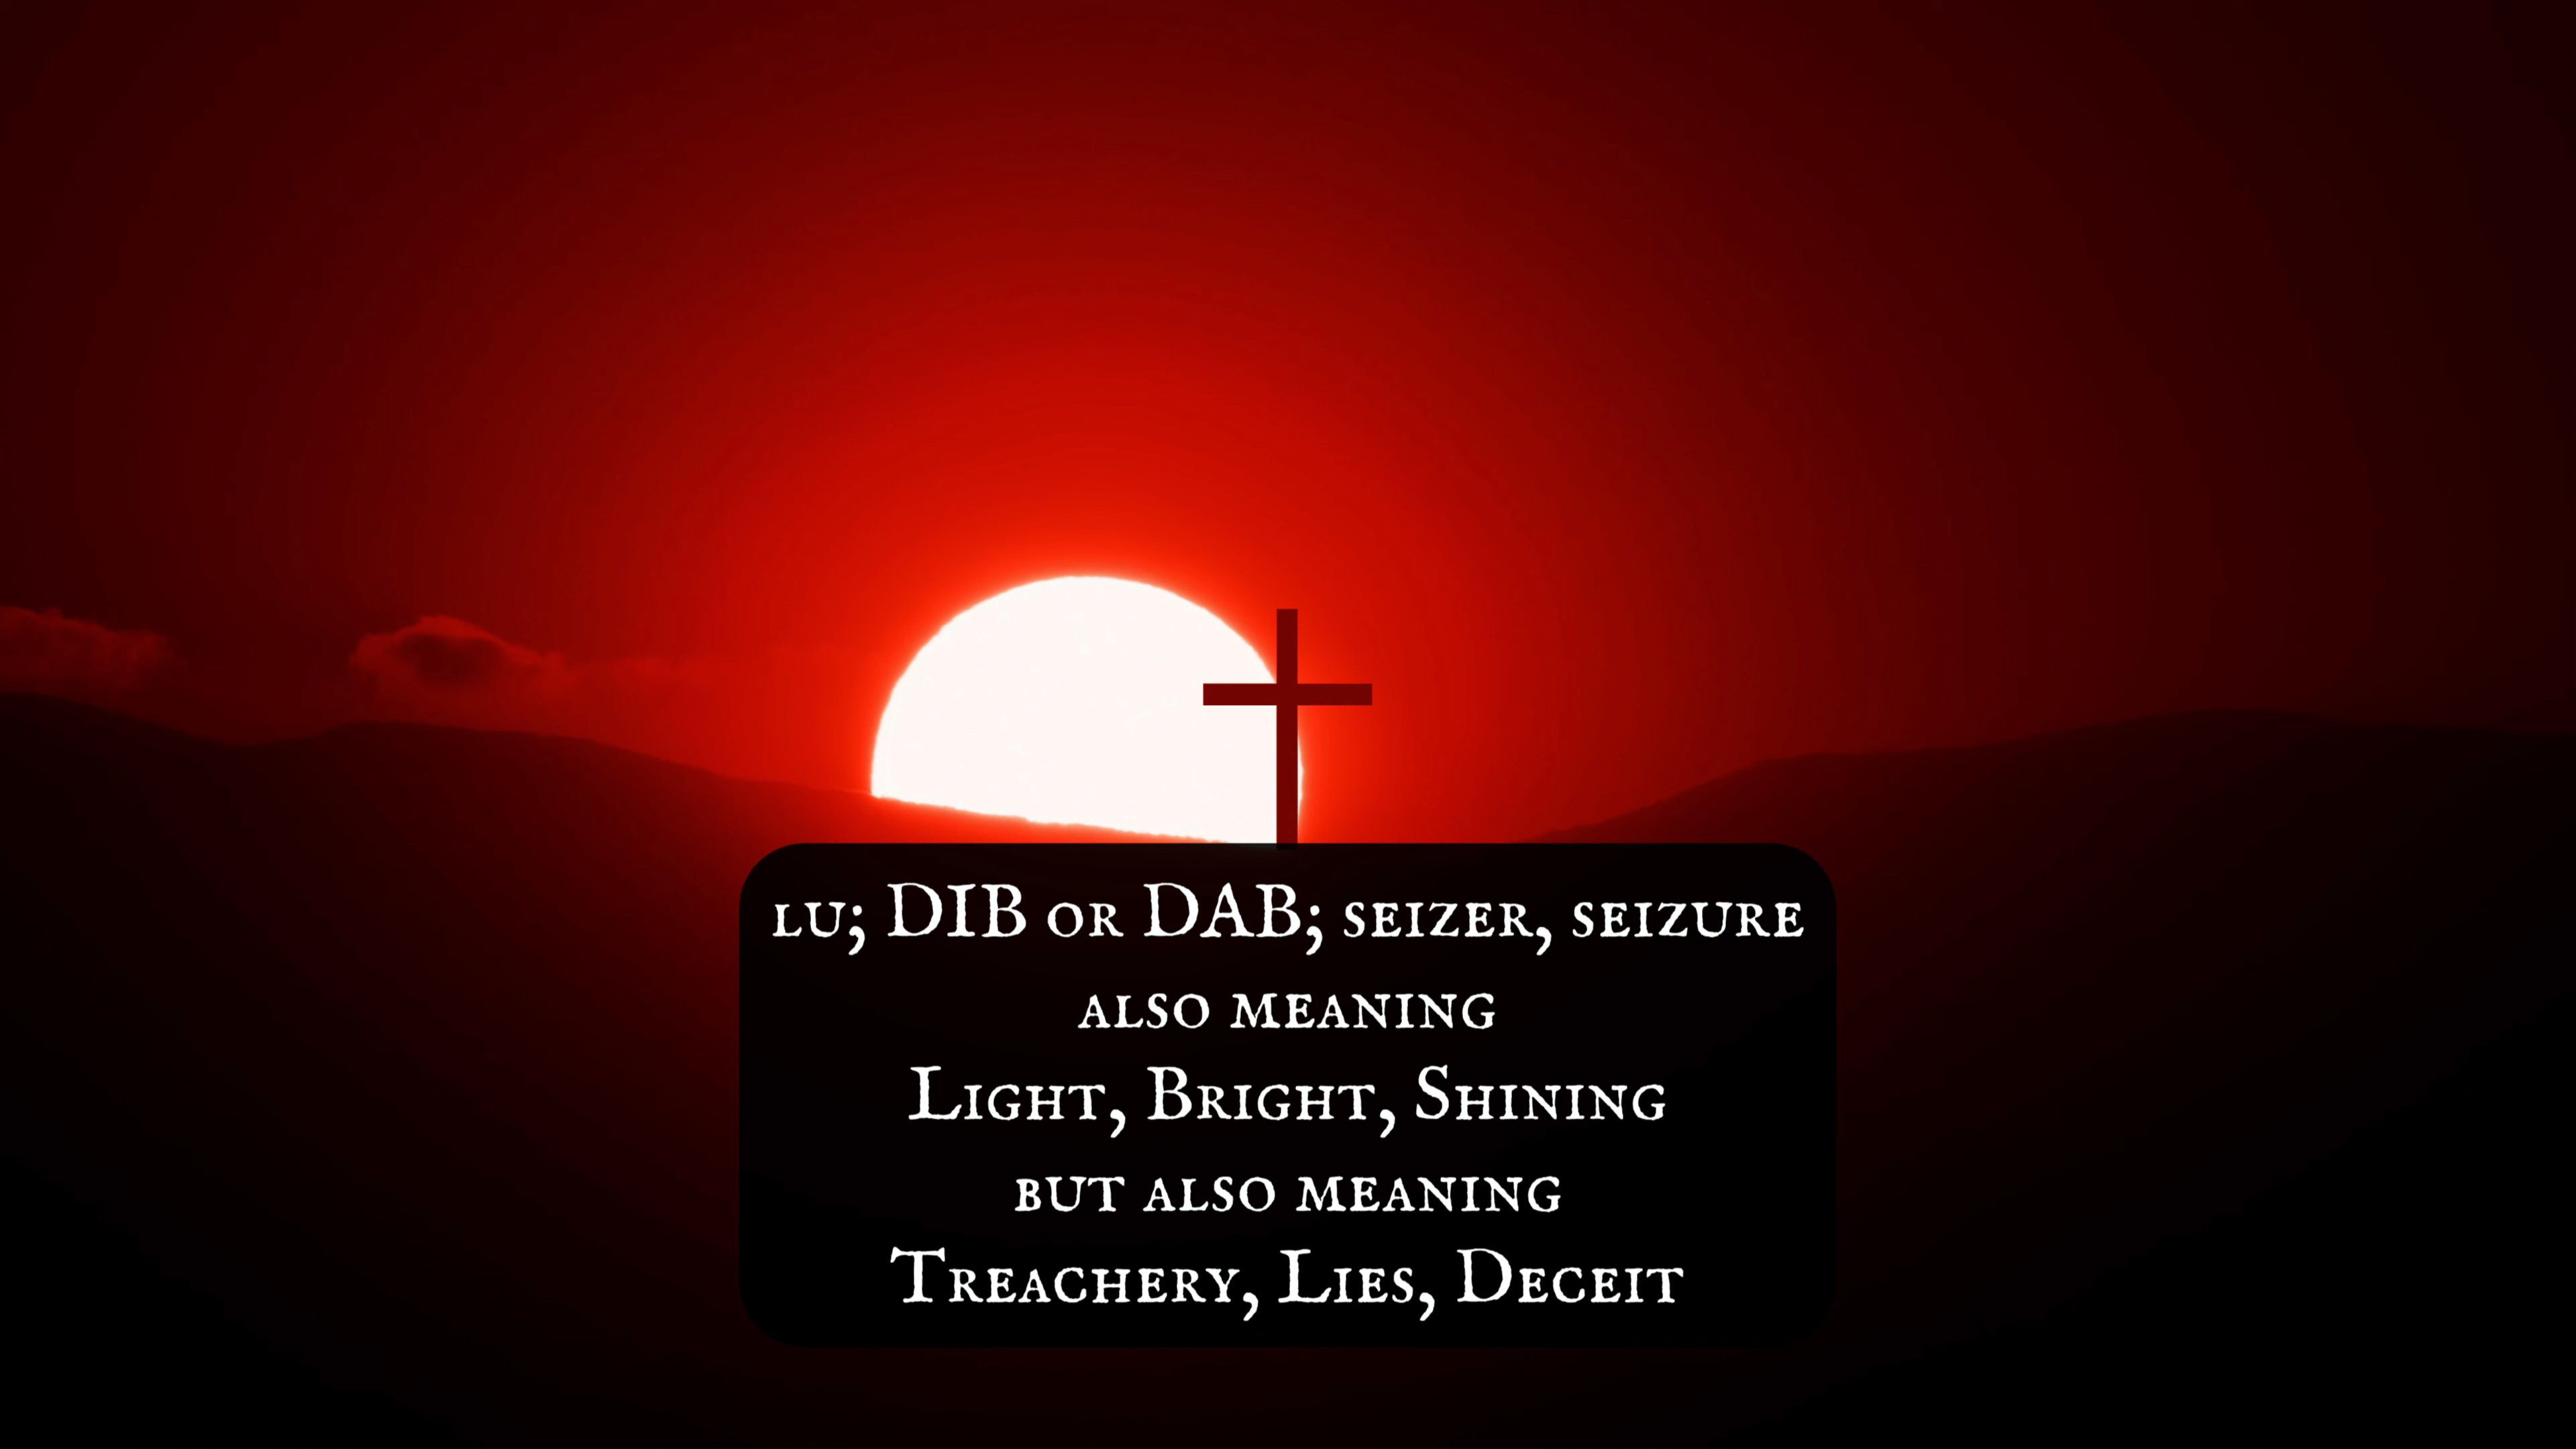 lu; DIB or DAB; seizer, seizure
also meaning
Light, Bright, Shining
but also meaning
Treachery, Lies, Deceit